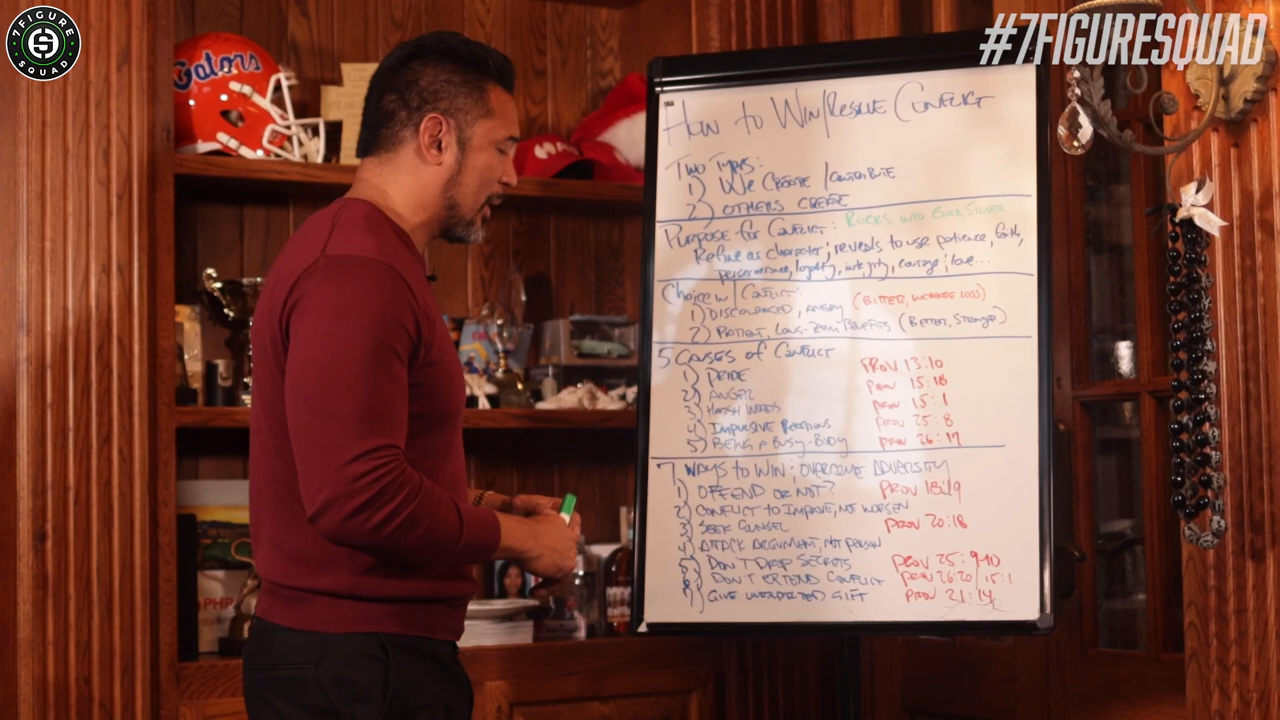 7FIGURE
SQUAD
#7FIGURESQUAD
Gators
HOW TO WIN/RESOLVE CONFLICT
TWO TYPES:
1) WE CREATE / CONTRIBUTE
2) OTHERS CREATE
PURPOSE FOR CONFLICT: ROCKS INTO GOLD/SILVER
Refine as character; reveals to use patience, faith,
perseverance, loyalty, integrity, courage, love...
Choice w/ Conflict:
1) DISCOURAGED, ANGRY (BITTER, INCREASE LOSS)
2) PATIENT, LONG-TERM BENEFITS (BETTER, STRONGER)
5 CAUSES OF CONFLICT
1) PRIDE PROV 13:10
2) ANGER PROV 15:18
3) HARSH WORDS PROV 15:1
4) IMPULSIVE REACTIONS PROV 25:8
5) BEING A BUSY-BODY PROV 26:17
7 WAYS TO WIN; OVERCOME ADVERSITY
1) OFFEND OR NOT? PROV 18:19
2) CONFLICT TO IMPROVE, NOT WORSEN
3) SEEK COUNSEL PROV 20:18
4) ATTACK ARGUMENT, NOT PERSON
5) DON'T DROP SECRETS PROV 25:9-10
6) DON'T EXTEND CONFLICT PROV 26:20/15:1
7) GIVE UNEXPECTED GIFT PROV 21:14
PHP